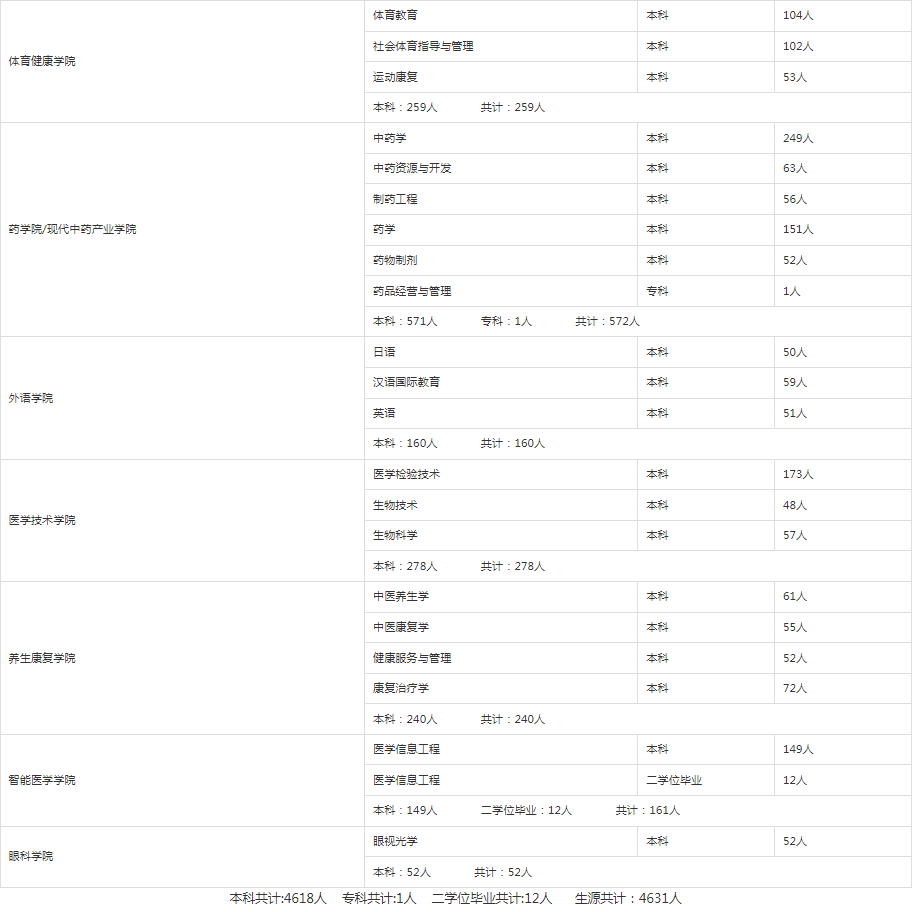 体育健康学院
体育教育 本科 104人
社会体育指导与管理 本科 102人
运动康复 本科 53人
本科：259人 共计：259人
药学院/现代中药产业学院
中药学 本科 249人
中药资源与开发 本科 63人
制药工程 本科 56人
药学 本科 151人
药物制剂 本科 52人
药品经营与管理 专科 1人
本科：571人 专科：1人 共计：572人
外语学院
日语 本科 50人
汉语国际教育 本科 59人
英语 本科 51人
本科：160人 共计：160人
医学技术学院
医学检验技术 本科 173人
生物技术 本科 48人
生物科学 本科 57人
本科：278人 共计：278人
养生康复学院
中医养生学 本科 61人
中医康复学 本科 55人
健康服务与管理 本科 52人
康复治疗学 本科 72人
本科：240人 共计：240人
智能医学学院
医学信息工程 本科 149人
医学信息工程 二学位毕业 12人
本科：149人 二学位毕业：12人 共计：161人
眼科学院
眼视光学 本科 52人
本科：52人 共计：52人
本科共计:4618人 专科共计:1人 二学位毕业共计:12人 生源共计：4631人